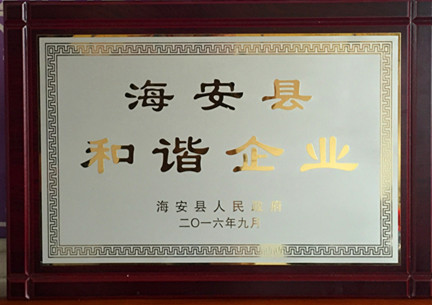 海安县
和谐企业
海安县人民政府
二〇一六年九月